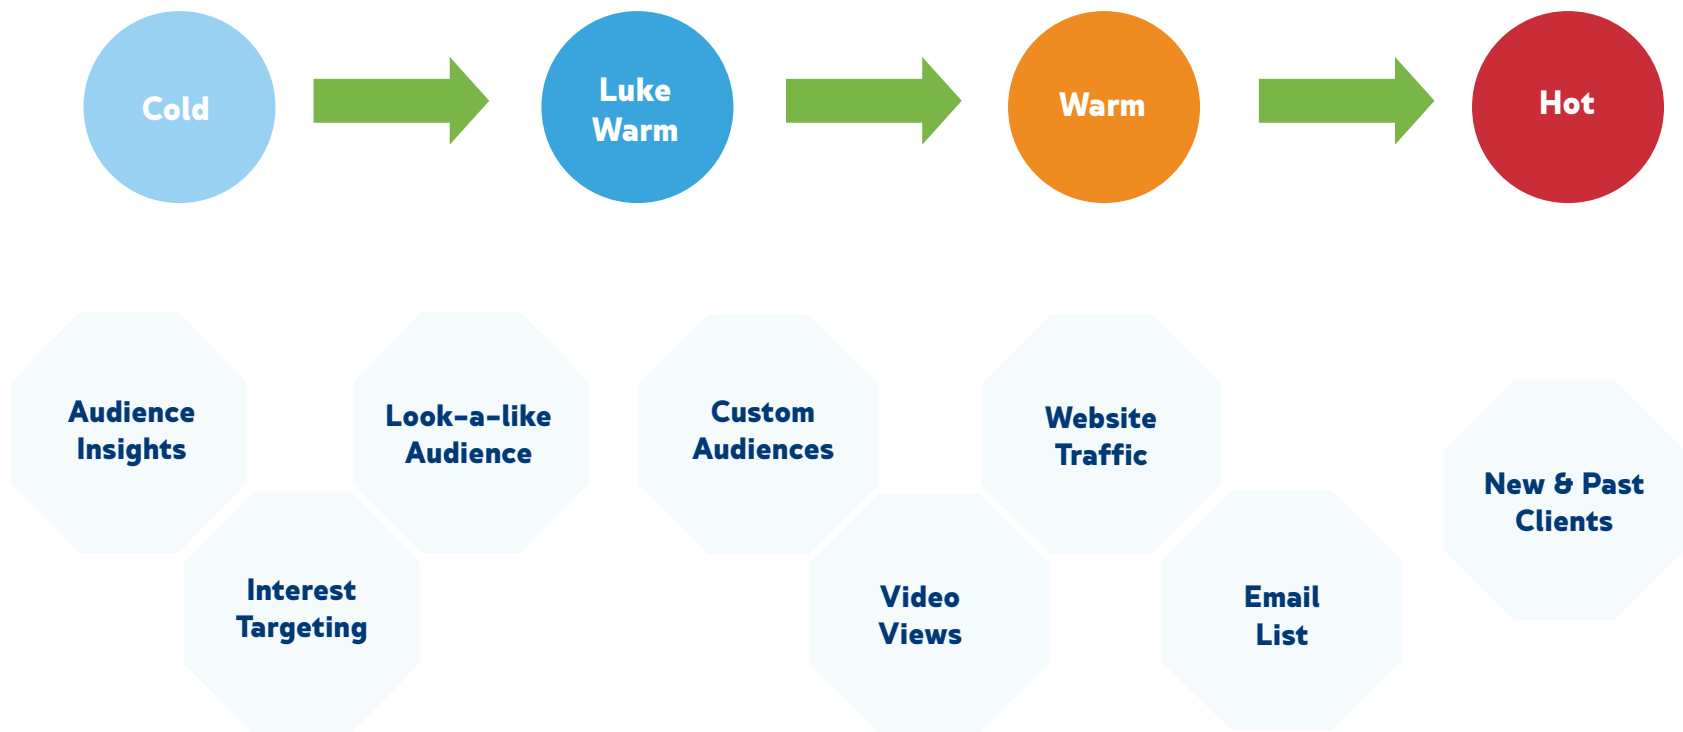 Cold
Luke
Warm
Warm
Hot
Audience
Insights
Look-a-like
Audience
Custom
Audiences
Website
Traffic
New & Past
Clients
Interest
Targeting
Video
Views
Email
List